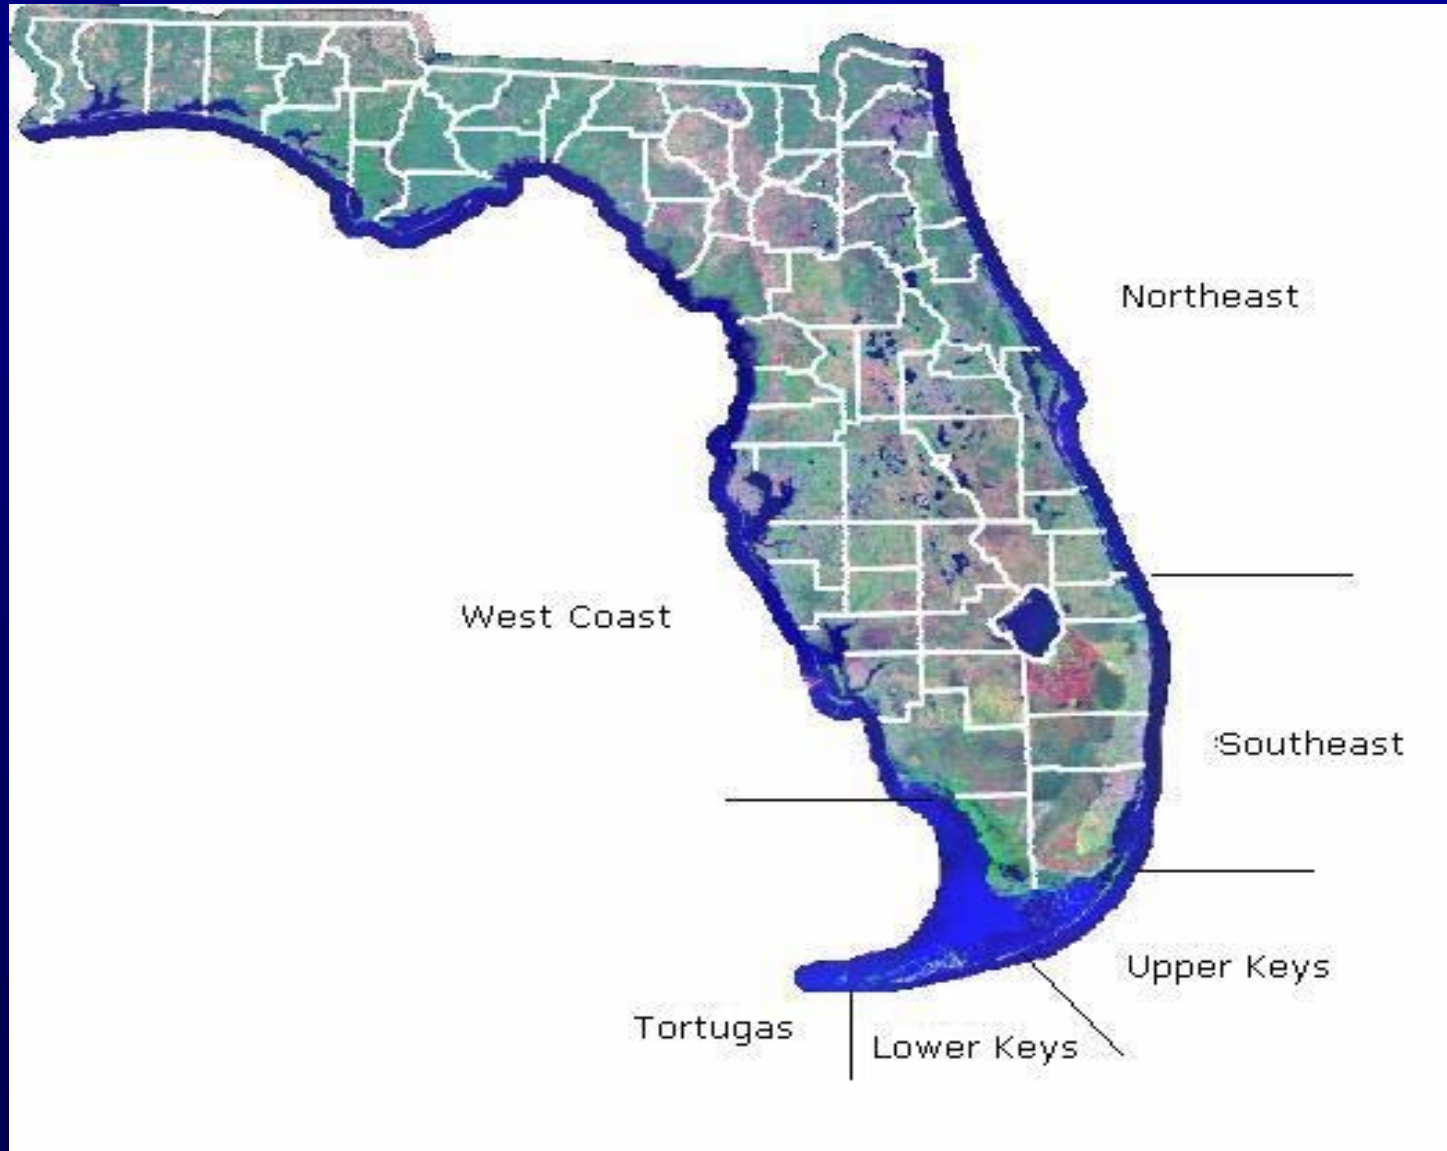 Northeast
West Coast
Southeast
Upper Keys
Tortugas
Lower Keys